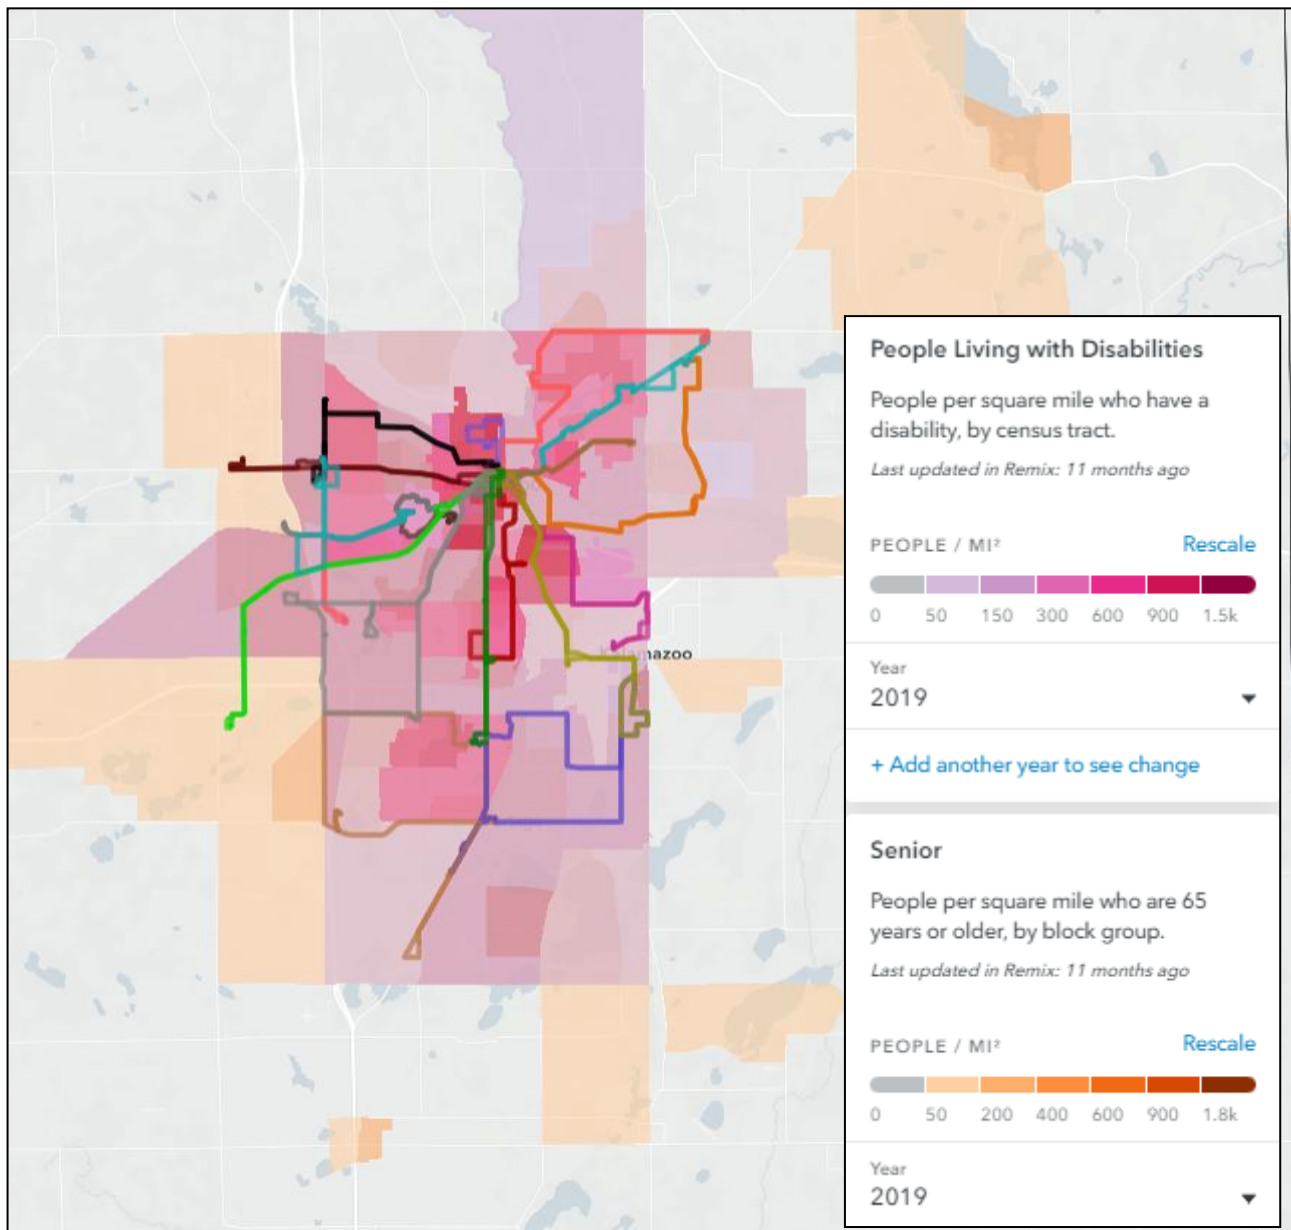 People Living with Disabilities
People per square mile who have a
disability, by census tract.
Last updated in Remix: 11 months ago
PEOPLE / MI²
Rescale
0 50 150 300 600 900 1.5k
Year
2019
+ Add another year to see change
Senior
People per square mile who are 65
years or older, by block group.
Last updated in Remix: 11 months ago
PEOPLE / MI²
Rescale
0 50 200 400 600 900 1.8k
Year
2019
Kalamazoo